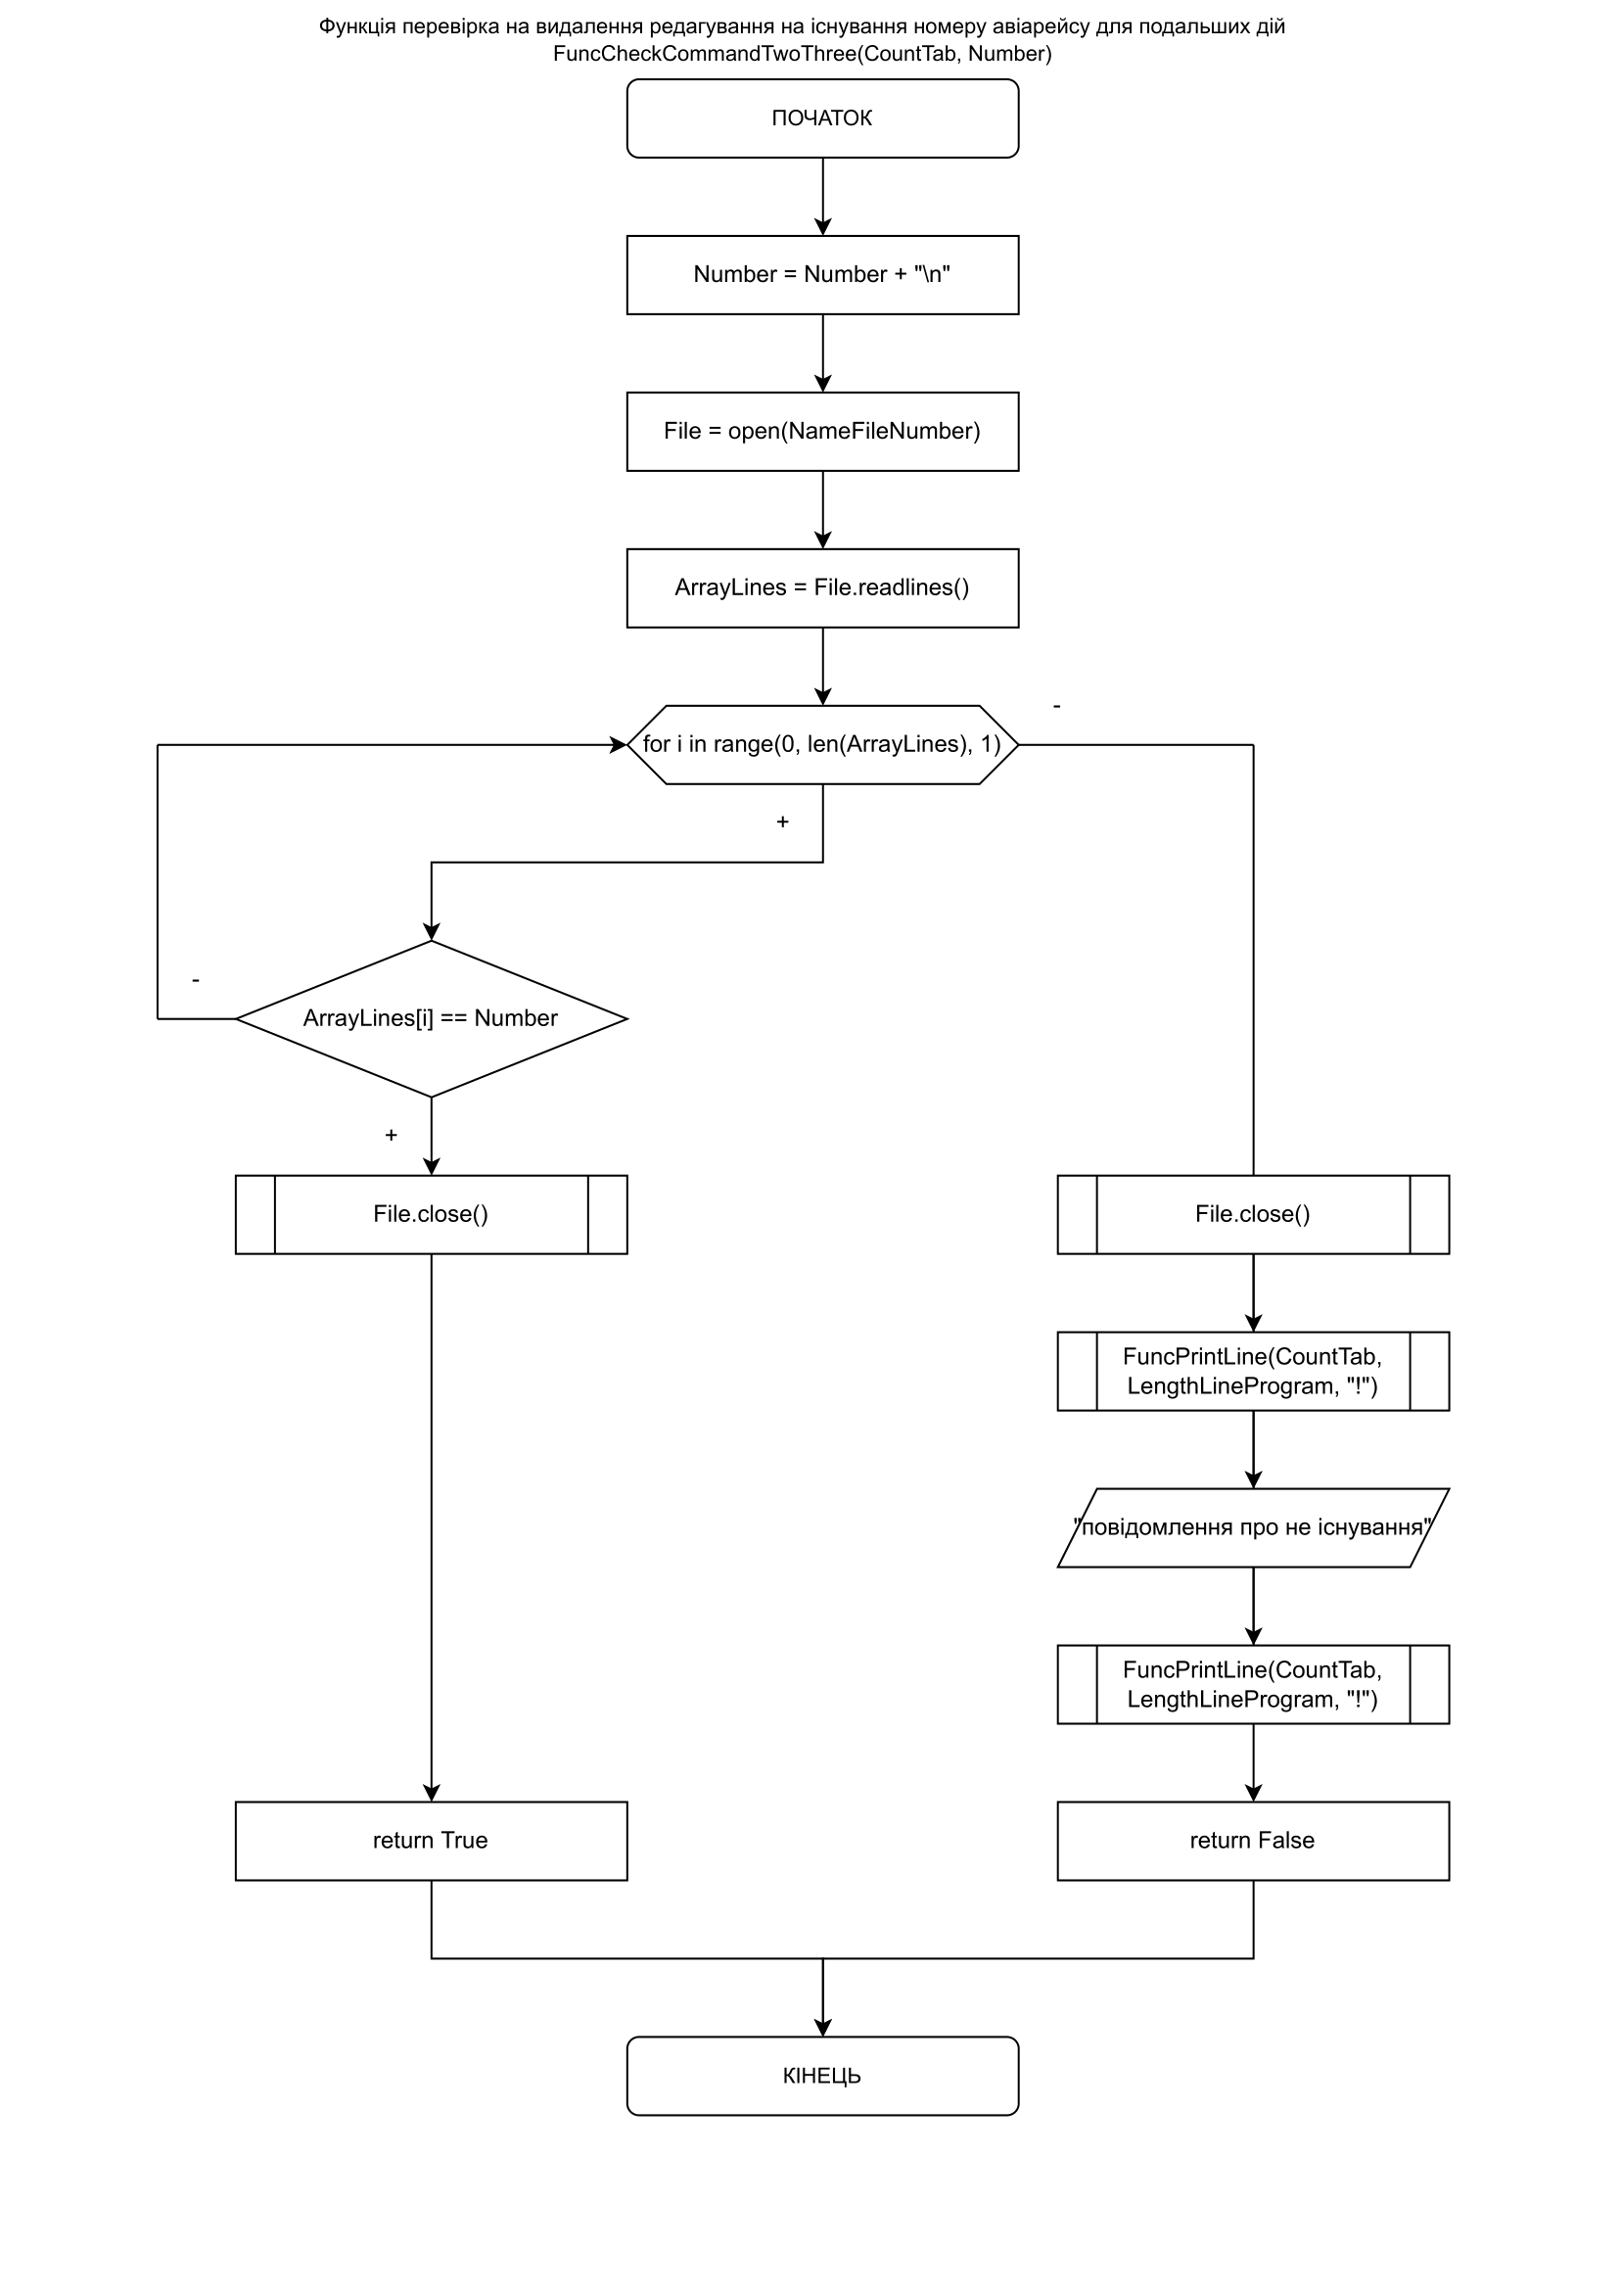 Функція перевірка на видалення редагування на існування номеру авіарейсу для подальших дій
FuncCheckCommandTwoThree(CountTab, Number)
ПОЧАТОК
Number = Number + "\n"
File = open(NameFileNumber)
ArrayLines = File.readlines()
-
for i in range(0, len(ArrayLines), 1)
+
-
ArrayLines[i] == Number
+
File.close()
File.close()
FuncPrintLine(CountTab,
LengthLineProgram, "!")
"повідомлення про не існування"
FuncPrintLine(CountTab,
LengthLineProgram, "!")
return True
return False
КІНЕЦЬ